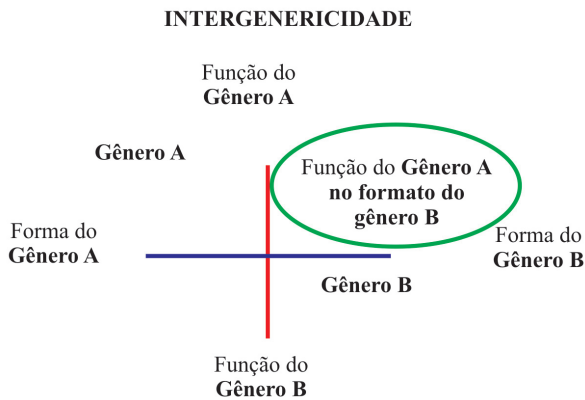 INTERGENERICIDADE
Função do
Gênero A
Gênero A
Função do Gênero A
no formato do
gênero B
Forma do
Gênero A
Forma do
Gênero B
Gênero B
Função do
Gênero B